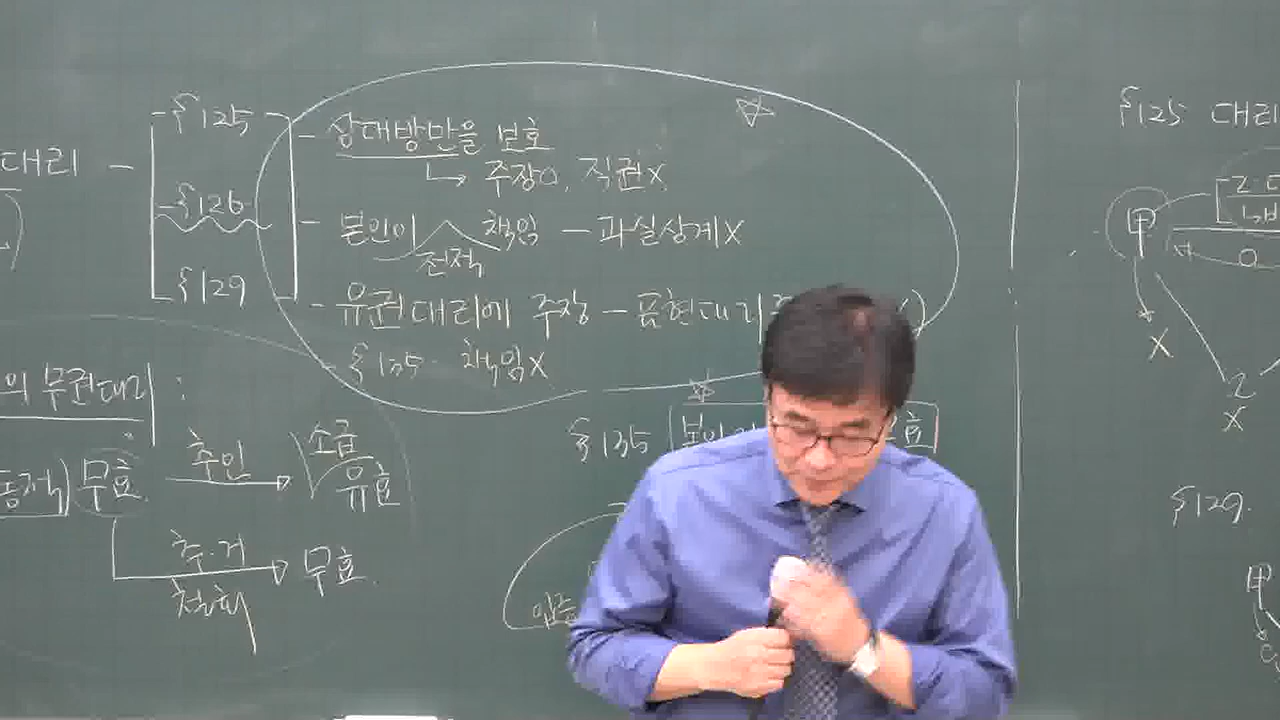 대리 -
§125
§126
§129
- 상대방만을 보호
→ 주장O, 직권X
- 본인이 책임 - 과실상계X
전적
- 유권대리에 주장 - 표현대리
§135 책임X
의 무권대리 :
무효 추인 → 소급
유효
추·거 → 무효
철회
§135
효
§125 대리
甲
X
乙
X
§129.
甲